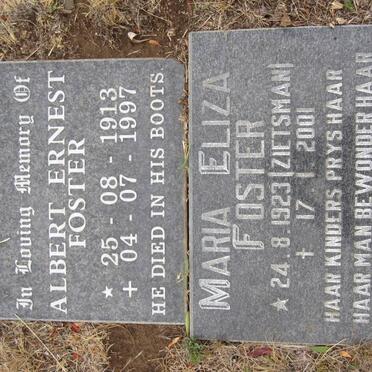 In Loving Memory Of
ALBERT ERNEST
FOSTER
★ 25 - 08 - 1913
+ 04 - 07 - 1997
HE DIED IN HIS BOOTS
MARIA ELIZA
FOSTER
★ 24.8.1923 (ZIETSMAN)
+ 17 - 1 - 2001
HAAR KINDERS PRYS HAAR
HAAR MAN BEWONDER HAAR